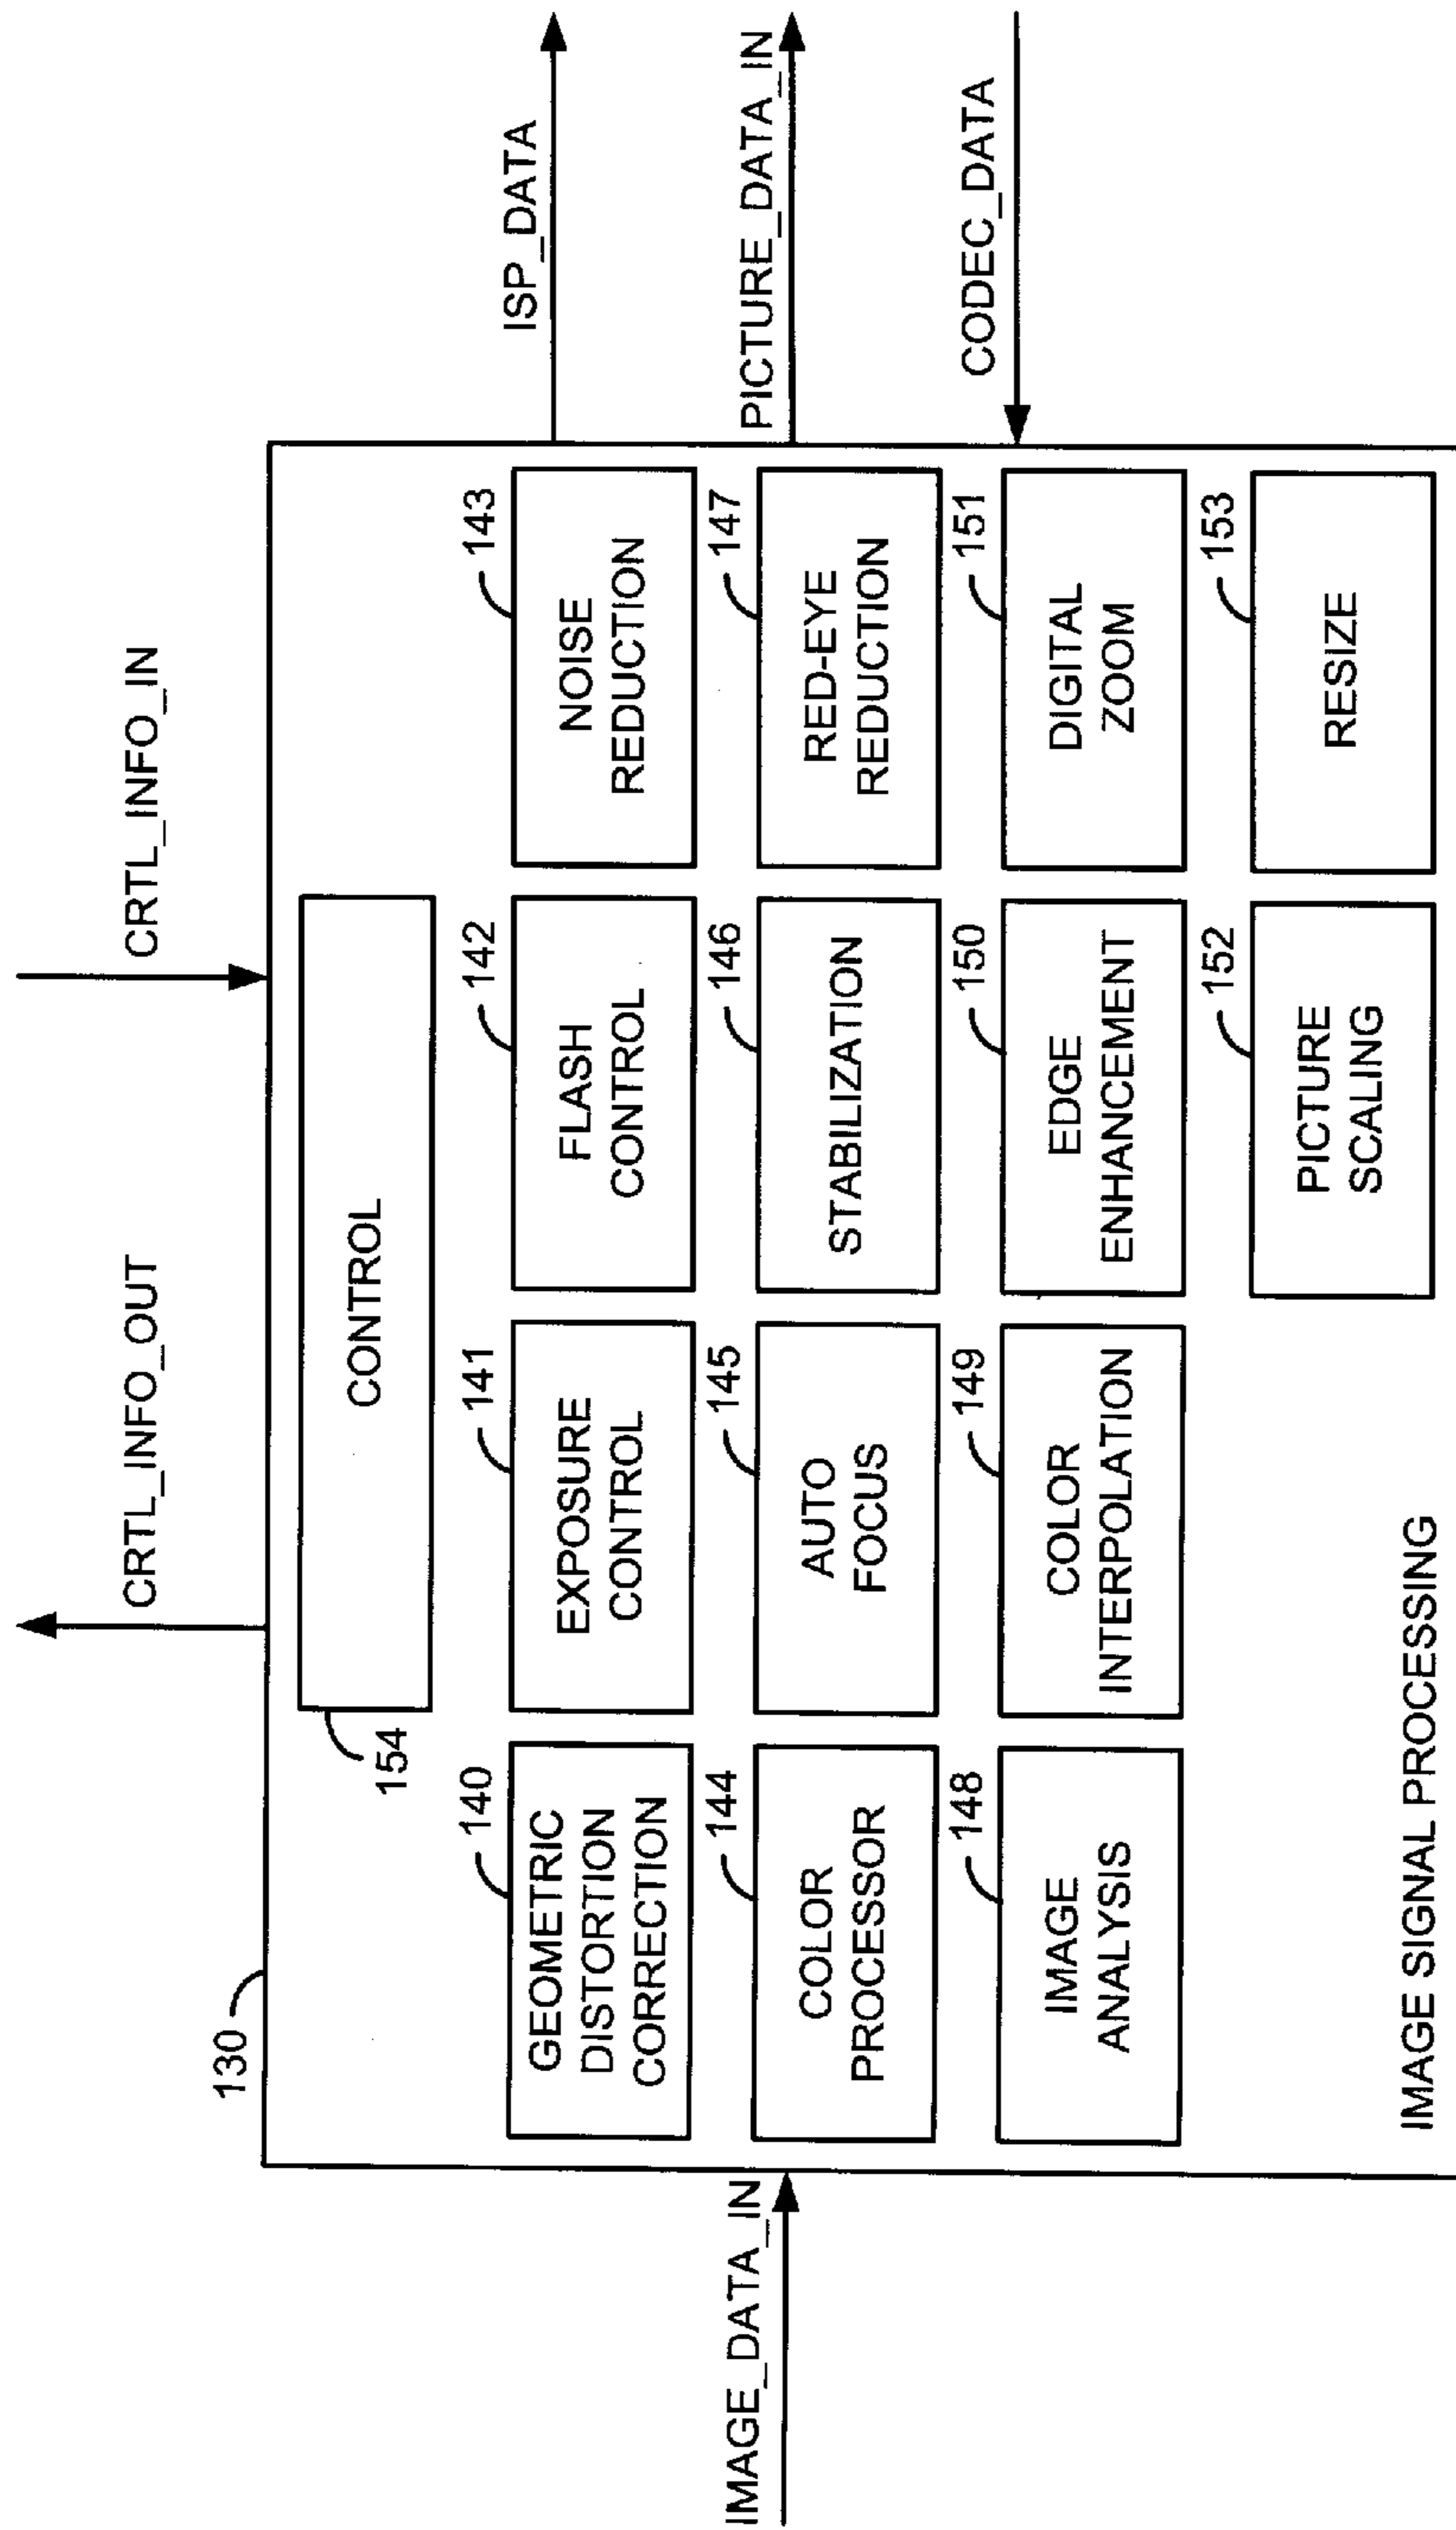 CRTL_INFO_OUT
CRTL_INFO_IN
130
154
CONTROL
140
141
142
143
GEOMETRIC
DISTORTION
CORRECTION
EXPOSURE
CONTROL
FLASH
CONTROL
NOISE
REDUCTION
ISP_DATA
144
145
146
147
COLOR
PROCESSOR
AUTO
FOCUS
STABILIZATION
RED-EYE
REDUCTION
IMAGE_DATA_IN
PICTURE_DATA_IN
148
149
150
151
IMAGE
ANALYSIS
COLOR
INTERPOLATION
EDGE
ENHANCEMENT
DIGITAL
ZOOM
CODEC_DATA
152
153
PICTURE
SCALING
RESIZE
IMAGE SIGNAL PROCESSING